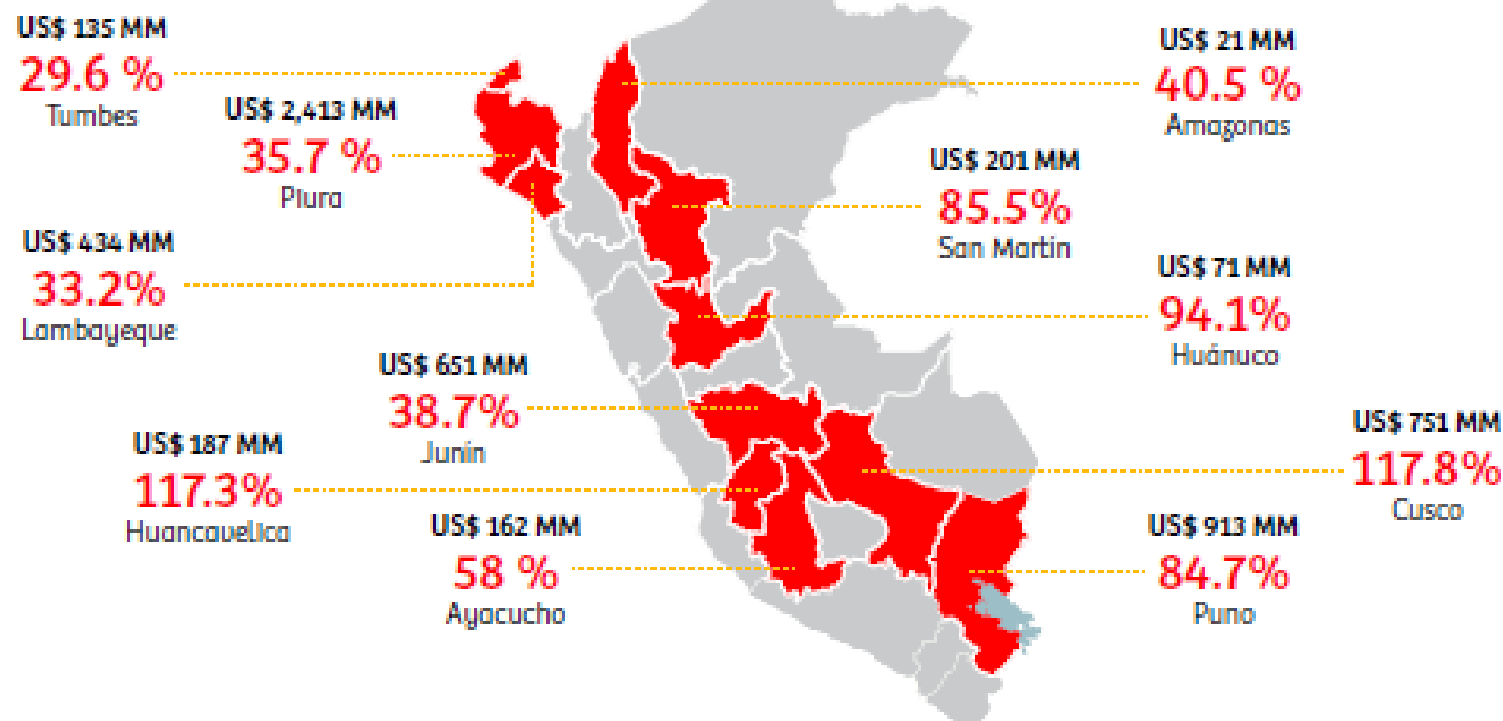 US$ 135 MM
29.6 %
Tumbes
US$ 2,413 MM
35.7 %
Piura
US$ 434 MM
33.2%
Lambayeque
US$ 651 MM
38.7%
Junin
US$ 187 MM
117.3%
Huancavelica
US$ 162 MM
58 %
Ayacucho
US$ 21 MM
40.5 %
Amagonas
US$ 201 MM
85.5%
San Martin
US$ 71 MM
94.1%
Huánuco
US$ 751 MM
117.8%
Cusco
US$ 913 MM
84.7%
Puno